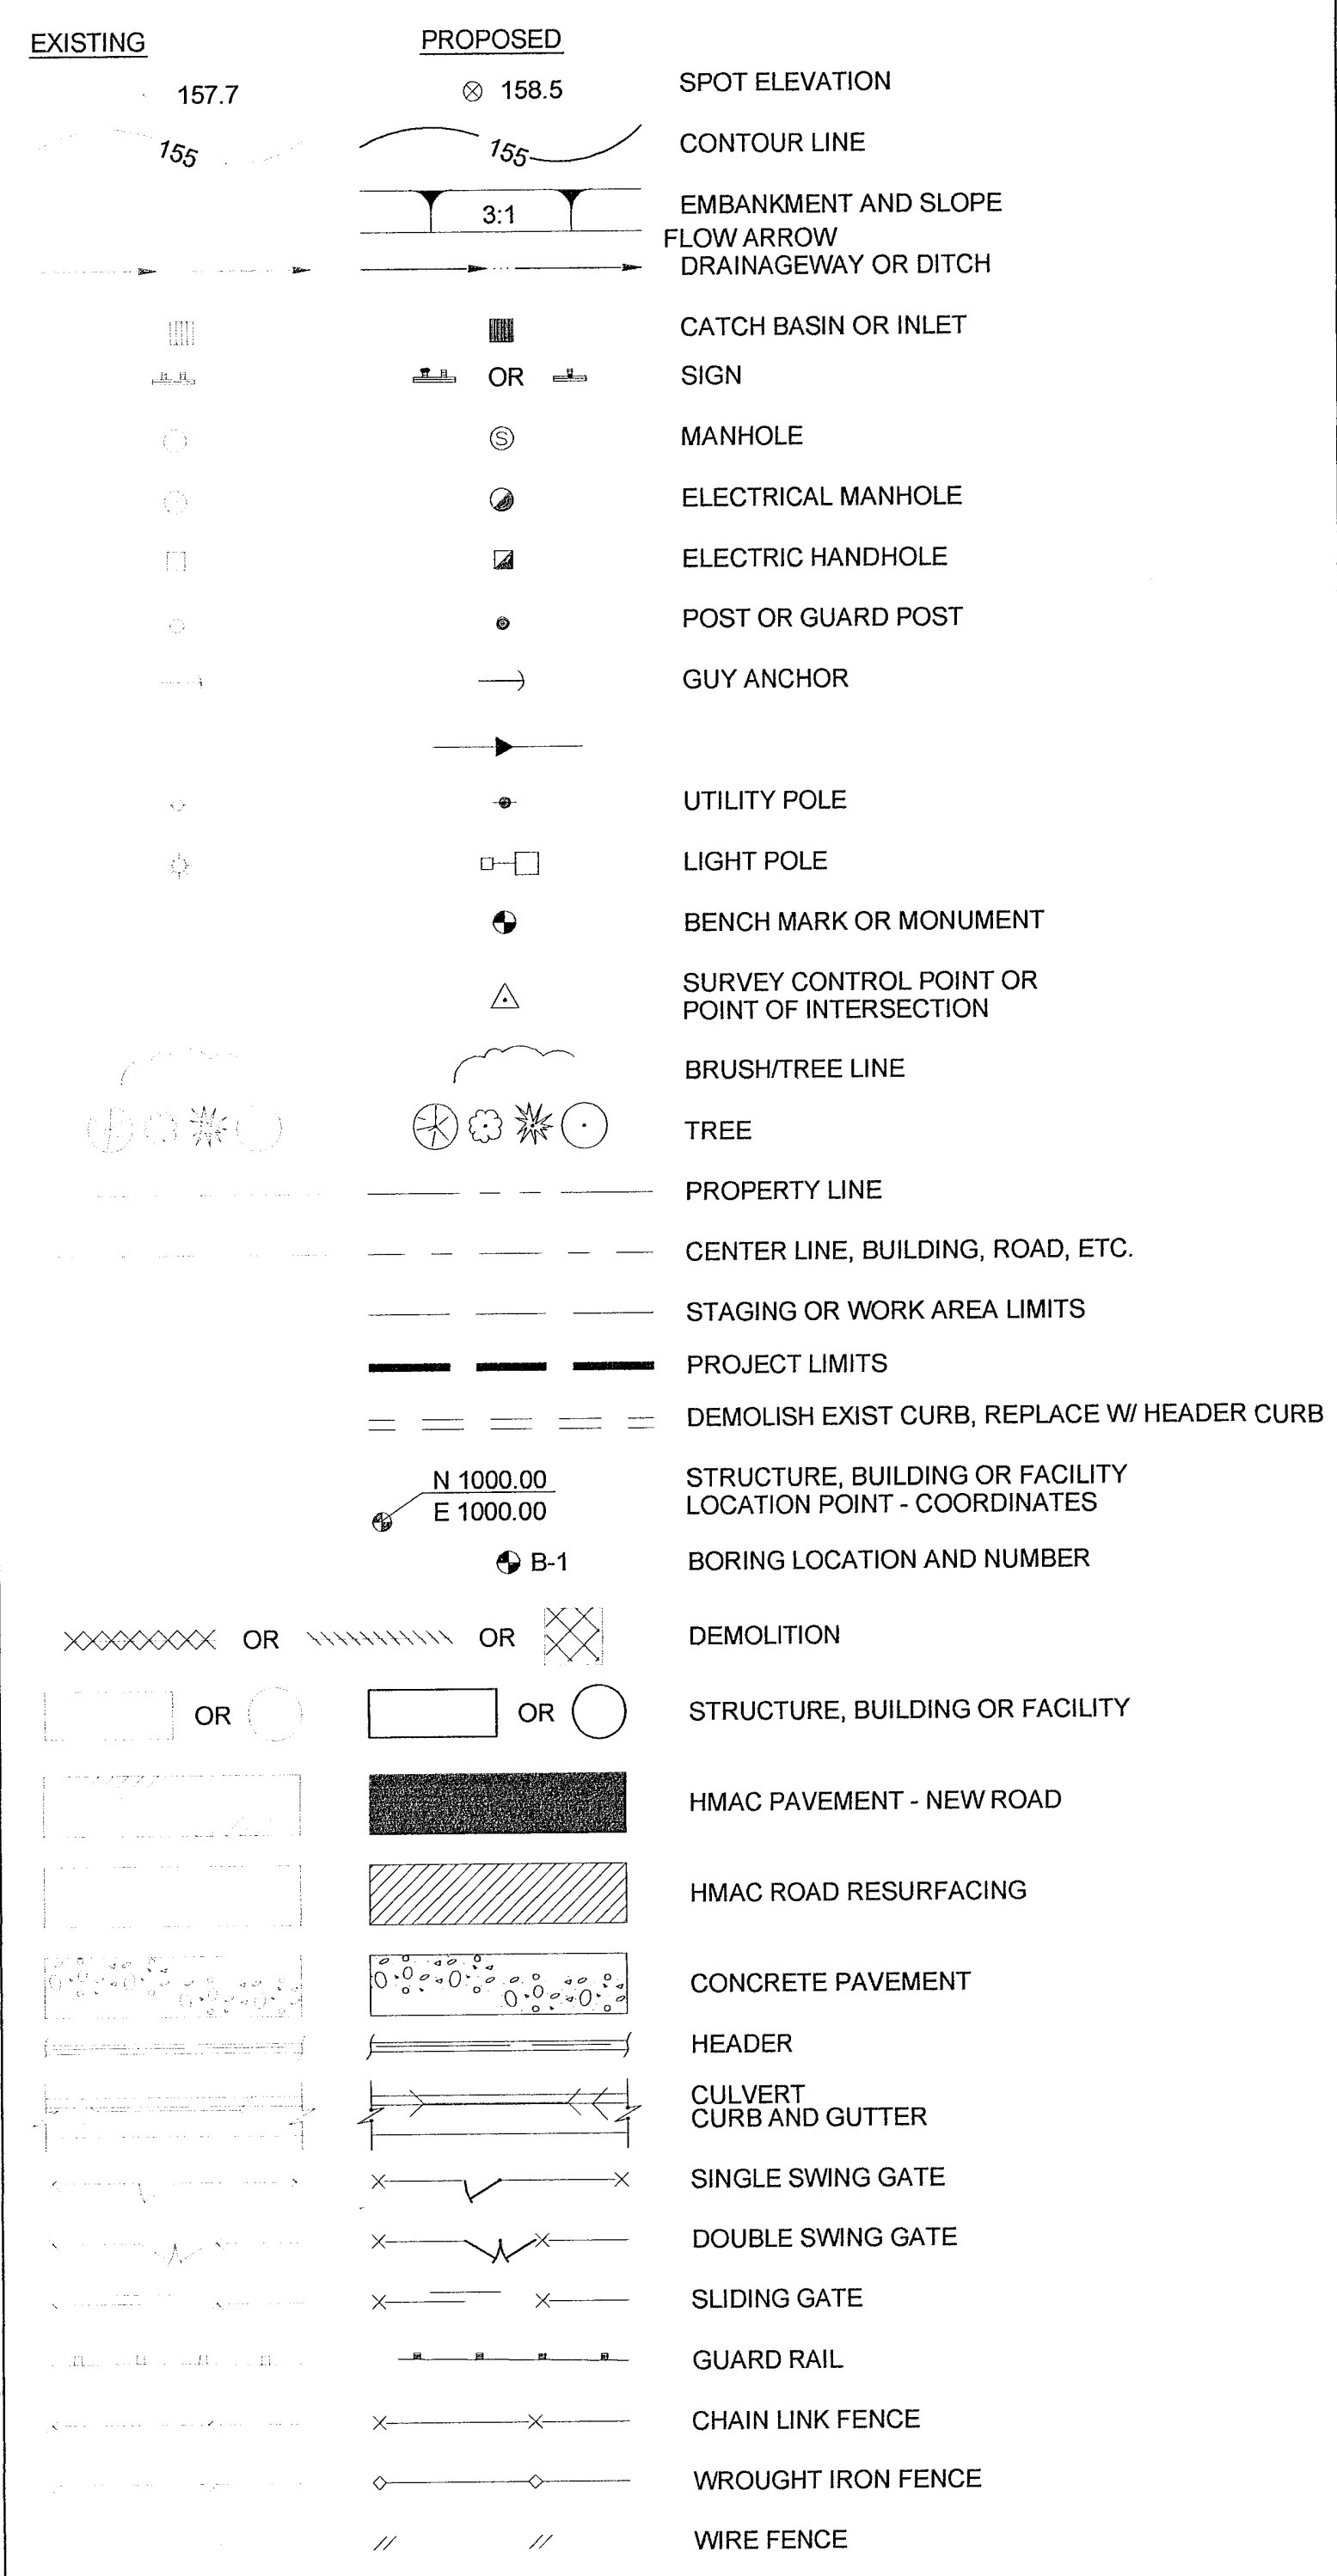 EXISTING PROPOSED
157.7 158.5 SPOT ELEVATION
155 155 CONTOUR LINE
3:1 EMBANKMENT AND SLOPE
FLOW ARROW
DRAINAGEWAY OR DITCH
CATCH BASIN OR INLET
OR SIGN
S MANHOLE
ELECTRICAL MANHOLE
ELECTRIC HANDHOLE
POST OR GUARD POST
GUY ANCHOR
UTILITY POLE
LIGHT POLE
BENCH MARK OR MONUMENT
SURVEY CONTROL POINT OR
POINT OF INTERSECTION
BRUSH/TREE LINE
TREE
PROPERTY LINE
CENTER LINE, BUILDING, ROAD, ETC.
STAGING OR WORK AREA LIMITS
PROJECT LIMITS
DEMOLISH EXIST CURB, REPLACE W/ HEADER CURB
N 1000.00 STRUCTURE, BUILDING OR FACILITY
E 1000.00 LOCATION POINT - COORDINATES
B-1 BORING LOCATION AND NUMBER
OR OR DEMOLITION
OR OR STRUCTURE, BUILDING OR FACILITY
HMAC PAVEMENT - NEW ROAD
HMAC ROAD RESURFACING
CONCRETE PAVEMENT
HEADER
CULVERT
CURB AND GUTTER
SINGLE SWING GATE
DOUBLE SWING GATE
SLIDING GATE
GUARD RAIL
CHAIN LINK FENCE
WROUGHT IRON FENCE
WIRE FENCE